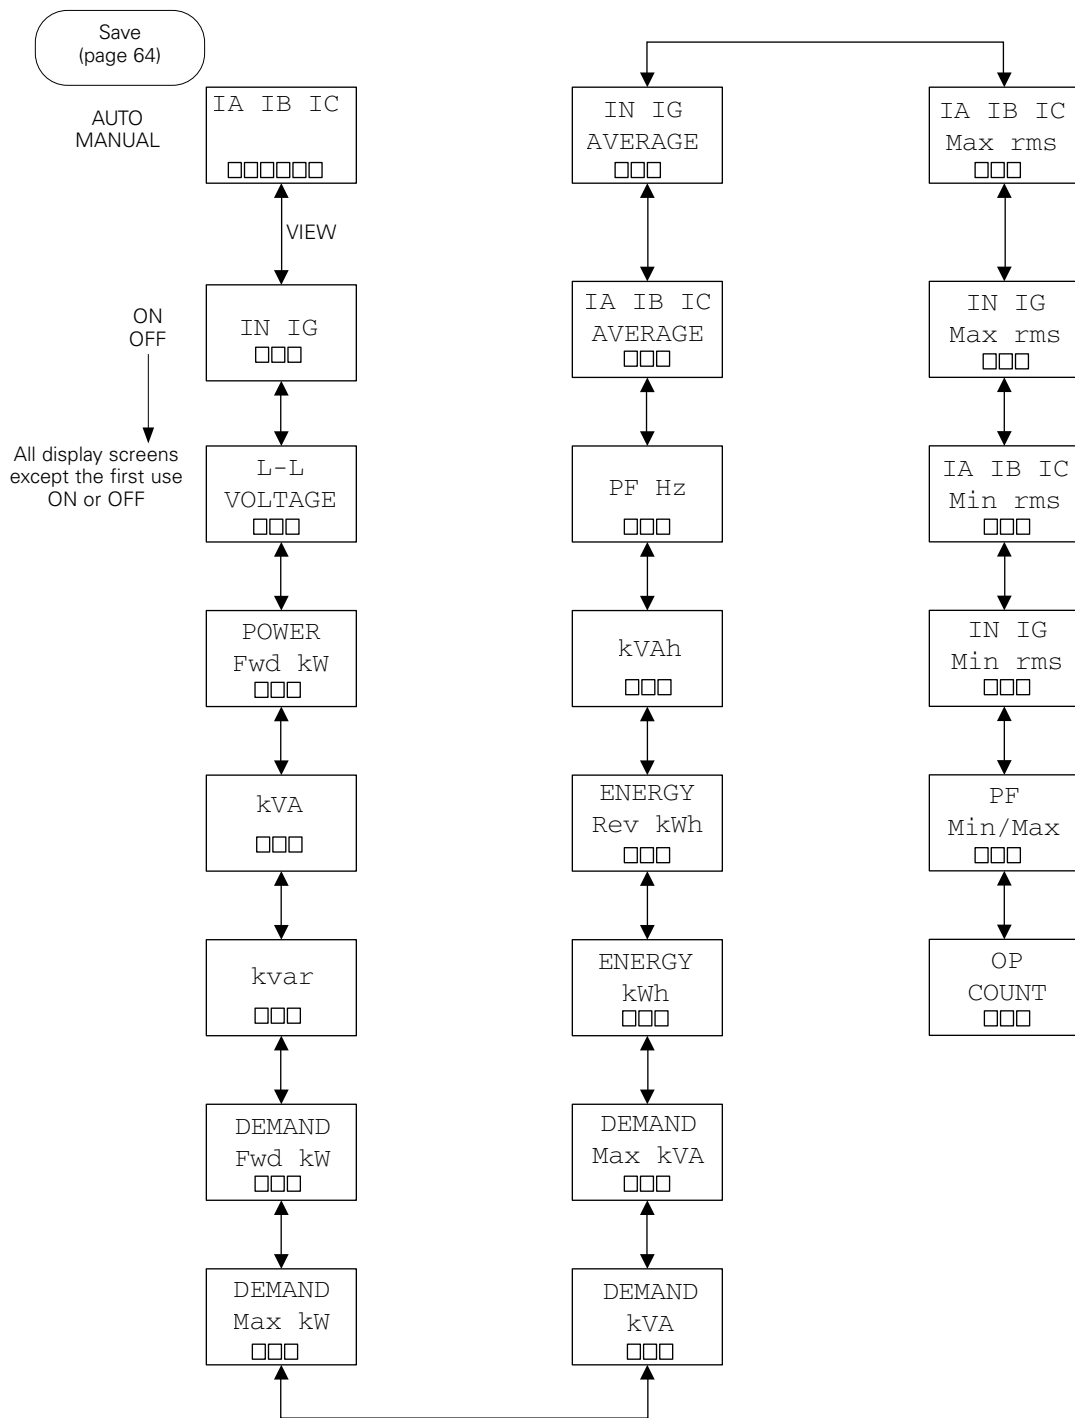 Save
(page 64)
AUTO
MANUAL
IA IB IC
□□□□□□
VIEW
ON
OFF
All display screens
except the first use
ON or OFF
IN IG
□□□
L-L
VOLTAGE
□□□
POWER
Fwd kW
□□□
kVA
□□□
kvar
□□□
DEMAND
Fwd kW
□□□
DEMAND
Max kW
□□□
IN IG
AVERAGE
□□□
IA IB IC
AVERAGE
□□□
PF Hz
□□□
kVAh
□□□
ENERGY
Rev kWh
□□□
ENERGY
kWh
□□□
DEMAND
Max kVA
□□□
DEMAND
kVA
□□□
IA IB IC
Max rms
□□□
IN IG
Max rms
□□□
IA IB IC
Min rms
□□□
IN IG
Min rms
□□□
PF
Min/Max
□□□
OP
COUNT
□□□